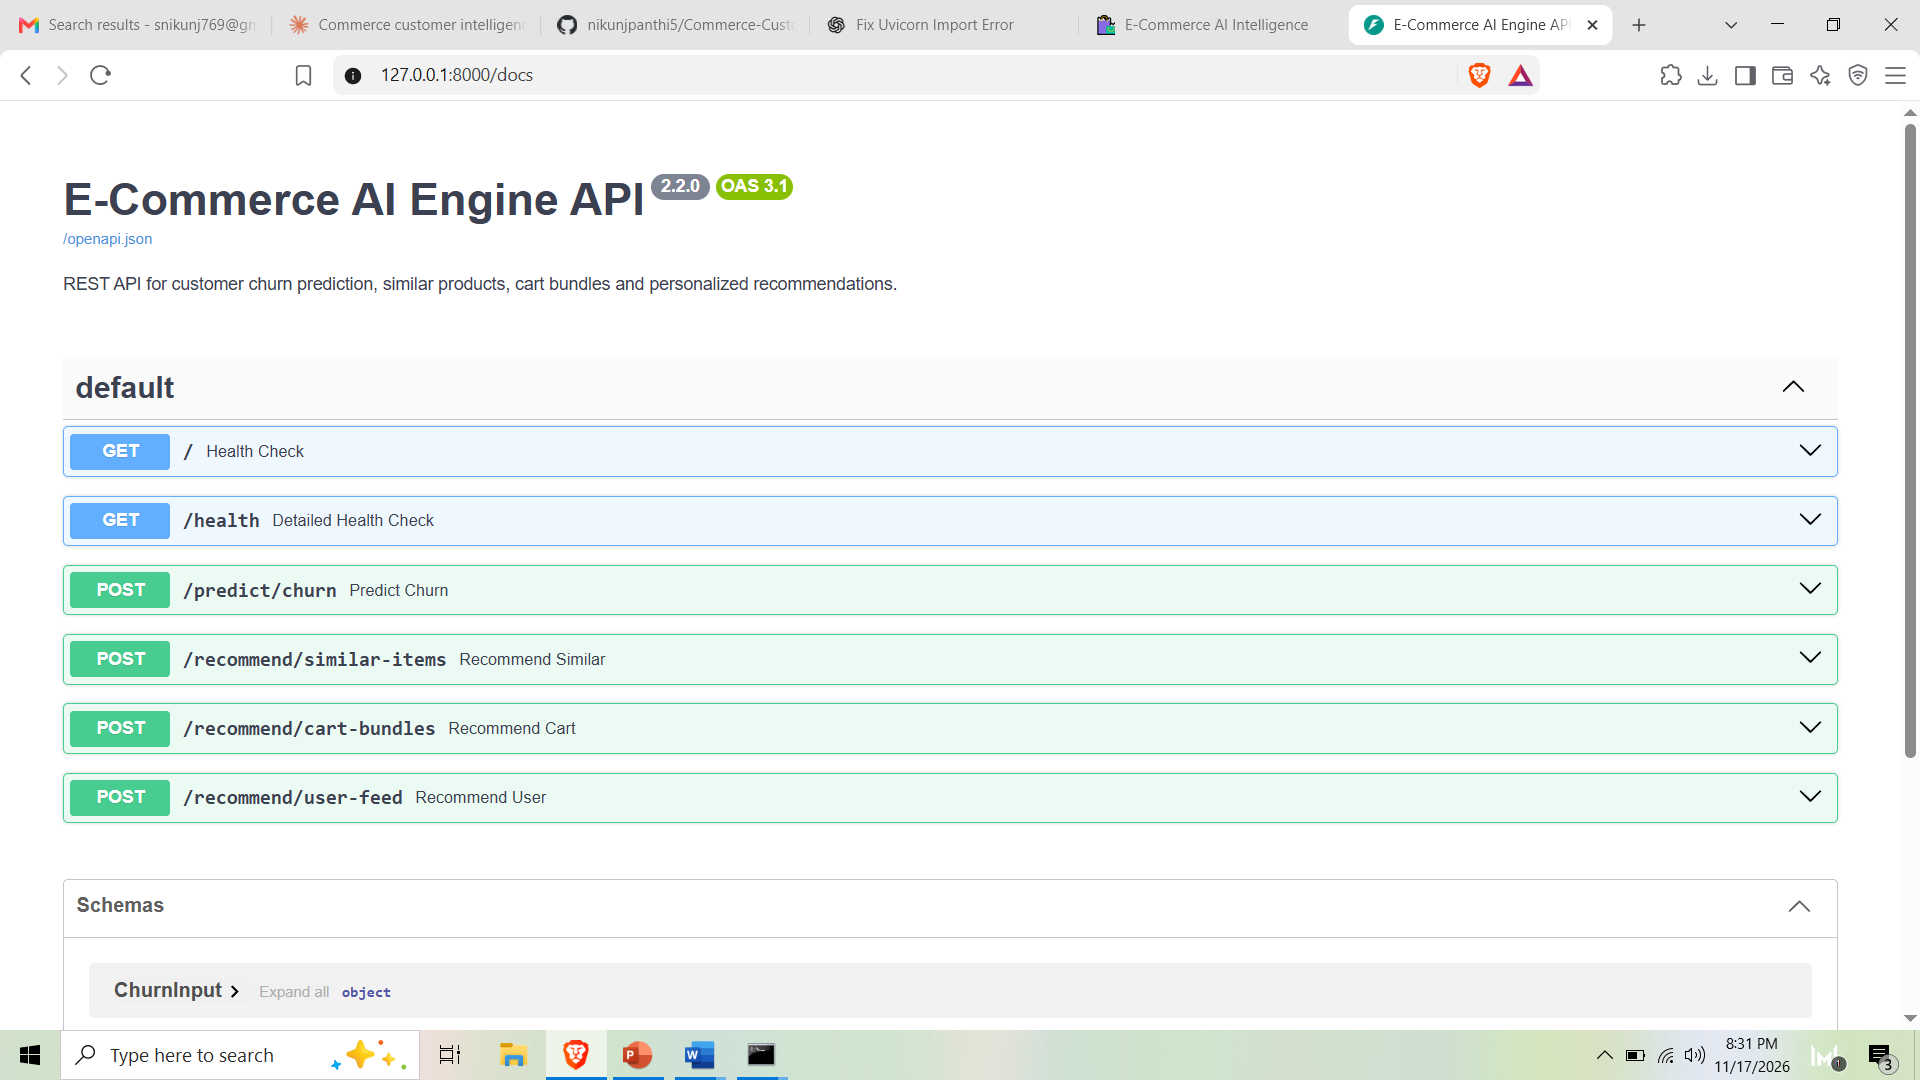 Search results - snikunj769@gm
Commerce customer intelligenc
nikunjpanthi5/Commerce-Custo
Fix Uvicorn Import Error
E-Commerce AI Intelligence
E-Commerce AI Engine API
127.0.0.1:8000/docs
E-Commerce AI Engine API 2.2.0 OAS 3.1
/openapi.json
REST API for customer churn prediction, similar products, cart bundles and personalized recommendations.
default
GET / Health Check
GET /health Detailed Health Check
POST /predict/churn Predict Churn
POST /recommend/similar-items Recommend Similar
POST /recommend/cart-bundles Recommend Cart
POST /recommend/user-feed Recommend User
Schemas
ChurnInput Expand all object
Type here to search
8:31 PM
11/17/2026
1
3